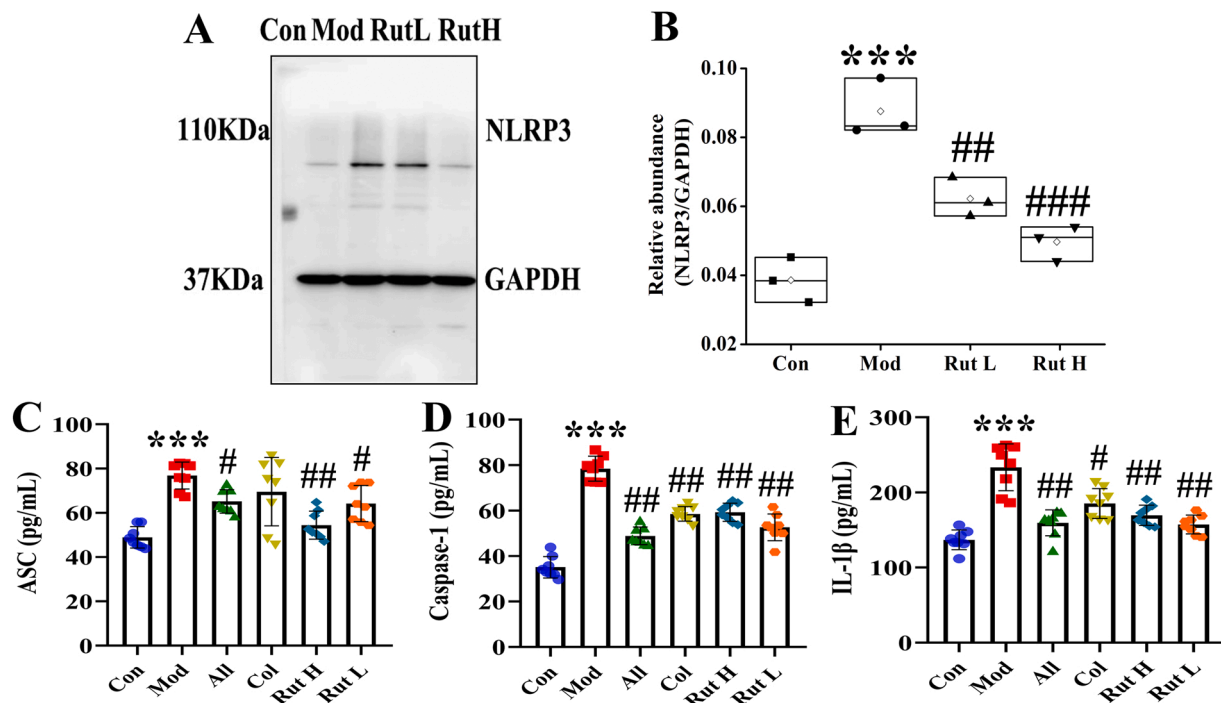 A
Con Mod RutL RutH
110KDa
NLRP3
37KDa
GAPDH
B
Relative abundance
(NLRP3/GAPDH)
0.10
0.08
0.06
0.04
0.02
***
##
###
Con Mod Rut L Rut H
C
ASC (pg/mL)
100
80
60
40
20
0
***
#
##
#
Con Mod All Col Rut H Rut L
D
Caspase-1 (pg/mL)
100
80
60
40
20
0
***
##
##
##
##
Con Mod All Col Rut H Rut L
E
IL-1β (pg/mL)
300
200
100
0
***
##
#
##
##
Con Mod All Col Rut H Rut L